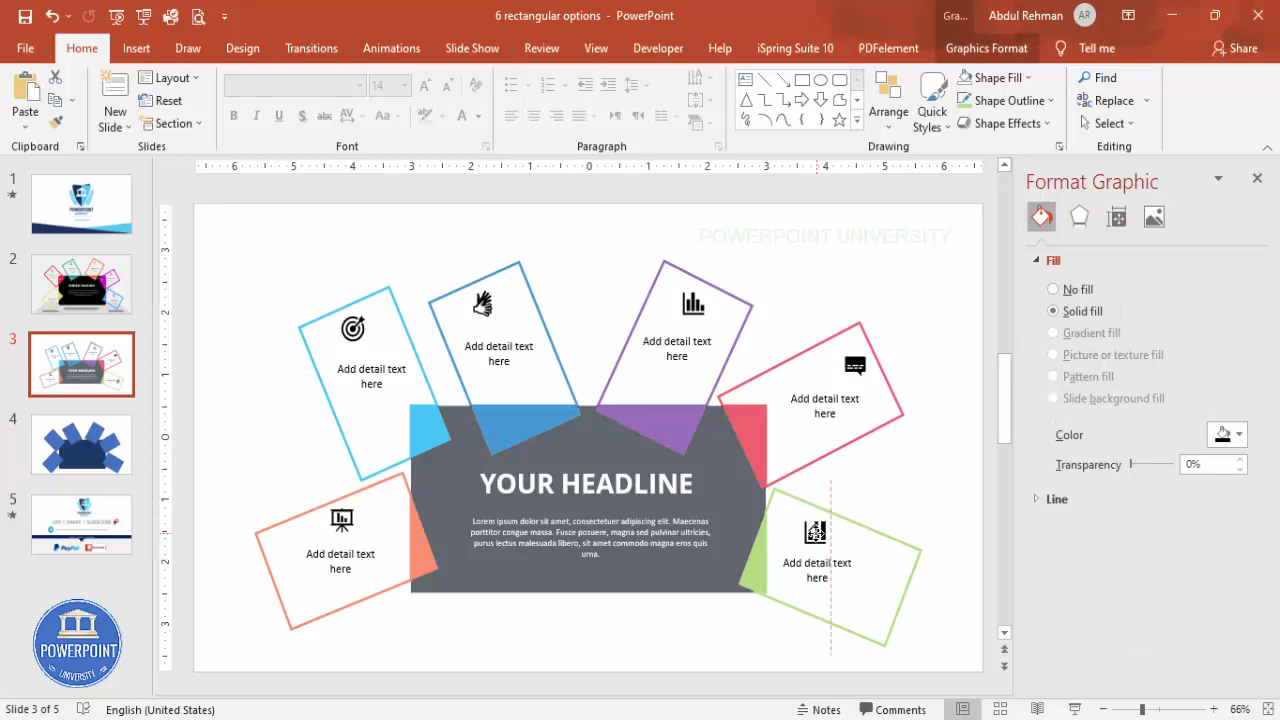 6 rectangular options - PowerPoint
Gra...
Abdul Rehman
AR
File
Home
Insert
Draw
Design
Transitions
Animations
Slide Show
Review
View
Developer
Help
iSpring Suite 10
PDFelement
Graphics Format
Tell me
Share
Paste
New
Slide
Layout
Reset
Section
14
Shape Fill
Shape Outline
Shape Effects
Arrange
Quick
Styles
Find
Replace
Select
Clipboard
Slides
Font
Paragraph
Drawing
Editing
1
2
3
4
5
POWERPOINT UNIVERSITY
Add detail text
here
Add detail text
here
Add detail text
here
Add detail text
here
Add detail text
here
Add detail text
here
YOUR HEADLINE
Lorem ipsum dolor sit amet, consectetuer adipiscing elit. Maecenas
porttitor congue massa. Fusce posuere, magna sed pulvinar ultricies,
purus lectus malesuada libero, sit amet commodo magna eros quis
urna.
POWERPOINT
UNIVERSITY
Format Graphic
Fill
No fill
Solid fill
Gradient fill
Picture or texture fill
Pattern fill
Slide background fill
Color
Transparency
0%
Line
Slide 3 of 5
English (United States)
Notes
Comments
66%